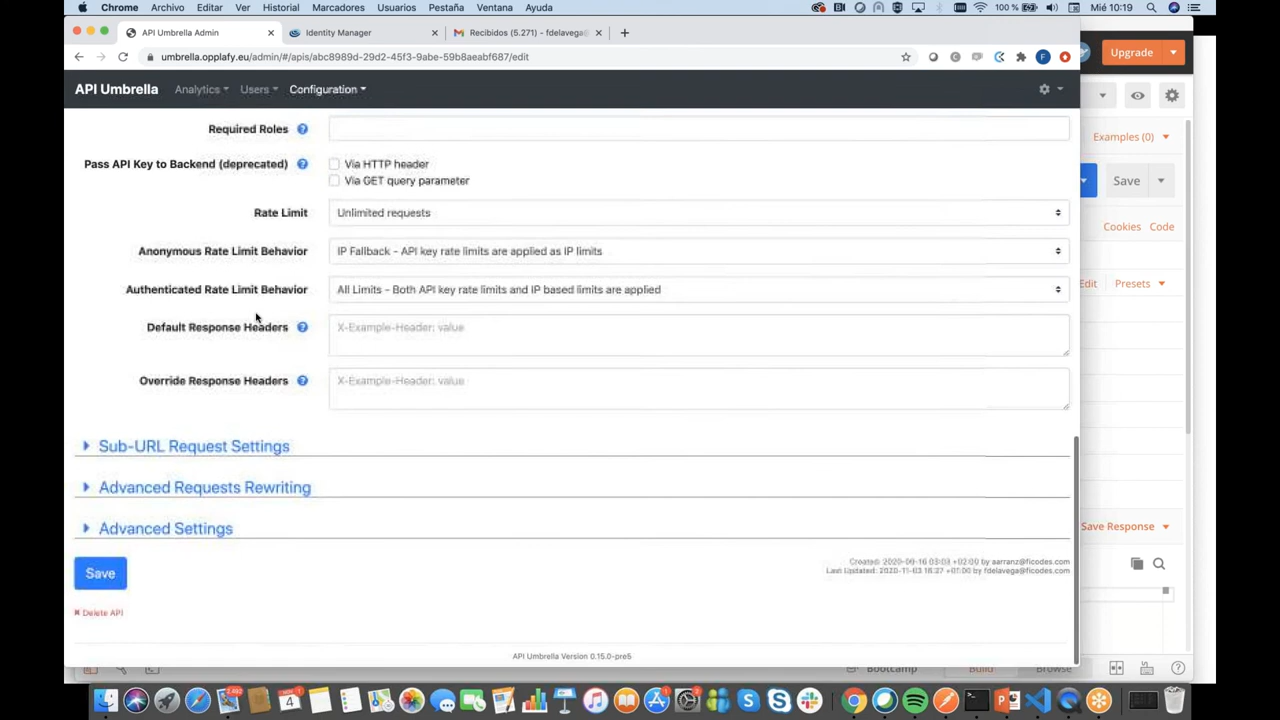 Chrome Archivo Editar Ver Historial Marcadores Usuarios Pestaña Ventana Ayuda 100 % Mié 10:19
API Umbrella Admin Identity Manager Recibidos (5.271) - fdelavega@
umbrella.opplafy.eu/admin/#/apis/abc8989d-29d2-45f3-9abe-59b8aeabf687/edit
Upgrade
API Umbrella Analytics Users Configuration
Required Roles
Examples (0)
Pass API Key to Backend (deprecated) Via HTTP header
Via GET query parameter
Save
Rate Limit Unlimited requests
Cookies Code
Anonymous Rate Limit Behavior IP Fallback - API key rate limits are applied as IP limits
Authenticated Rate Limit Behavior All Limits - Both API key rate limits and IP based limits are applied
Edit Presets
Default Response Headers X-Example-Header: value
Override Response Headers X-Example-Header: value
Sub-URL Request Settings
Advanced Requests Rewriting
Advanced Settings
Save Response
Save
Created: 2020-09-16 03:03 +02:00 by aarranz@ficodes.com
Last Updated: 2020-11-03 16:27 +01:00 by fdelavega@ficodes.com
Delete API
API Umbrella Version 0.15.0-pre5
Bootcamp Build Browse